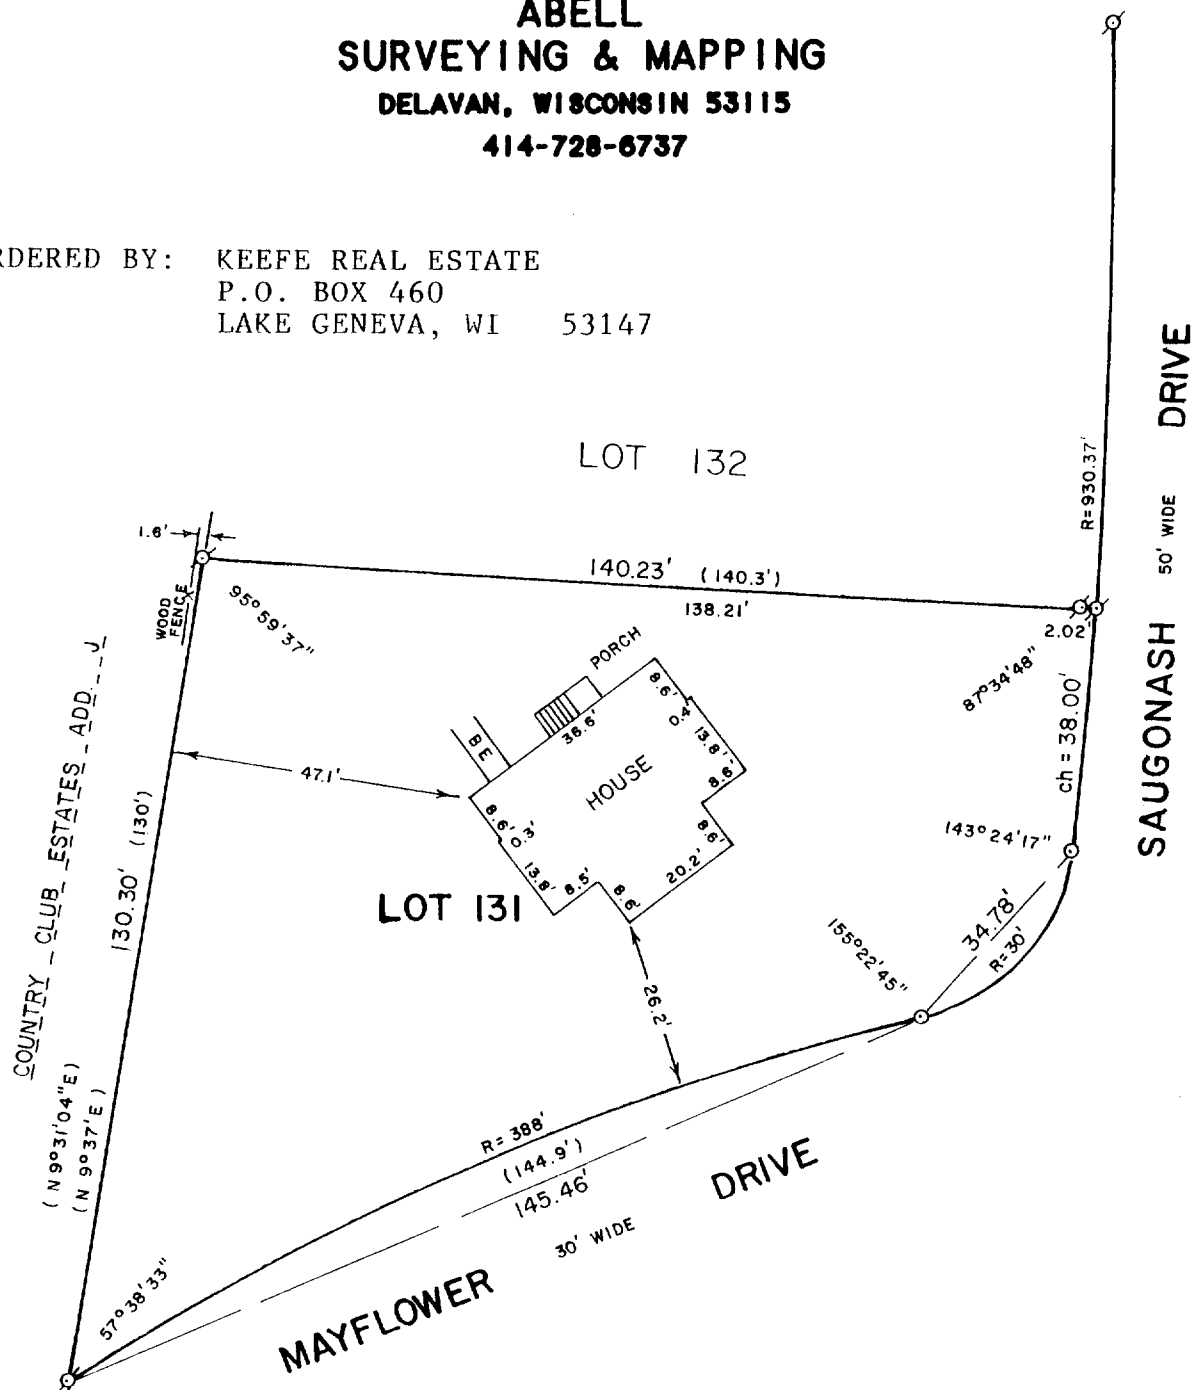 ABELL
SURVEYING & MAPPING
DELAVAN, WISCONSIN 53115
414-728-6737
RDERED BY: KEEFE REAL ESTATE
P.O. BOX 460
LAKE GENEVA, WI 53147
LOT 132
R=930.37'
SAUGONASH DRIVE
50' WIDE
1.6'
WOOD
FENCE
X
95°59'37"
140.23' (140.3')
138.21'
2.02'
87°34'48"
ch = 38.00'
143°24'17"
34.78'
R=30'
155°22'45"
PORCH
BE
38.6'
8.6'
0.4'
13.8'
8.6'
HOUSE
8.6'
0.3'
13.8'
8.5'
8.6'
20.2'
8.6'
47.1'
LOT 131
26.2'
COUNTRY CLUB ESTATES ADD.
130.30' (130')
(N 9°31'04"E)
(N 9°37'E)
57°38'33"
R= 388'
(144.9')
145.46'
30' WIDE
MAYFLOWER DRIVE